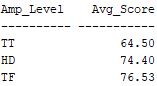 Amp_Level   Avg_Score
---------- -----------
TT               64.50
HD               74.40
TF               76.53